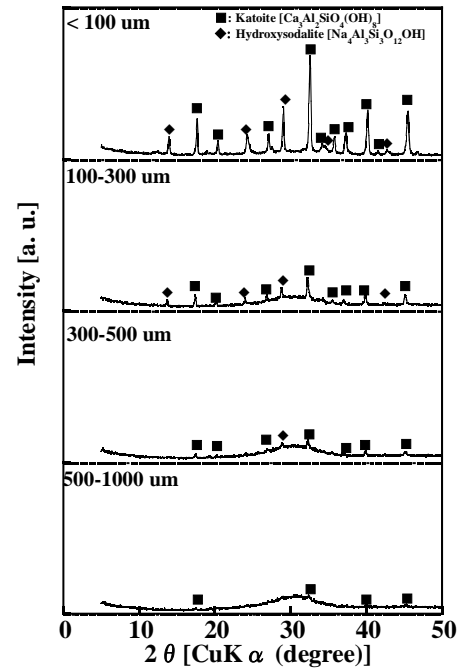 < 100 um
■: Katoite [Ca3Al2SiO4(OH)8]
◆: Hydroxysodalite [Na4Al3Si3O12OH]
100-300 um
300-500 um
500-1000 um
Intensity [a. u.]
0 10 20 30 40 50
2 θ [CuK α (degree)]